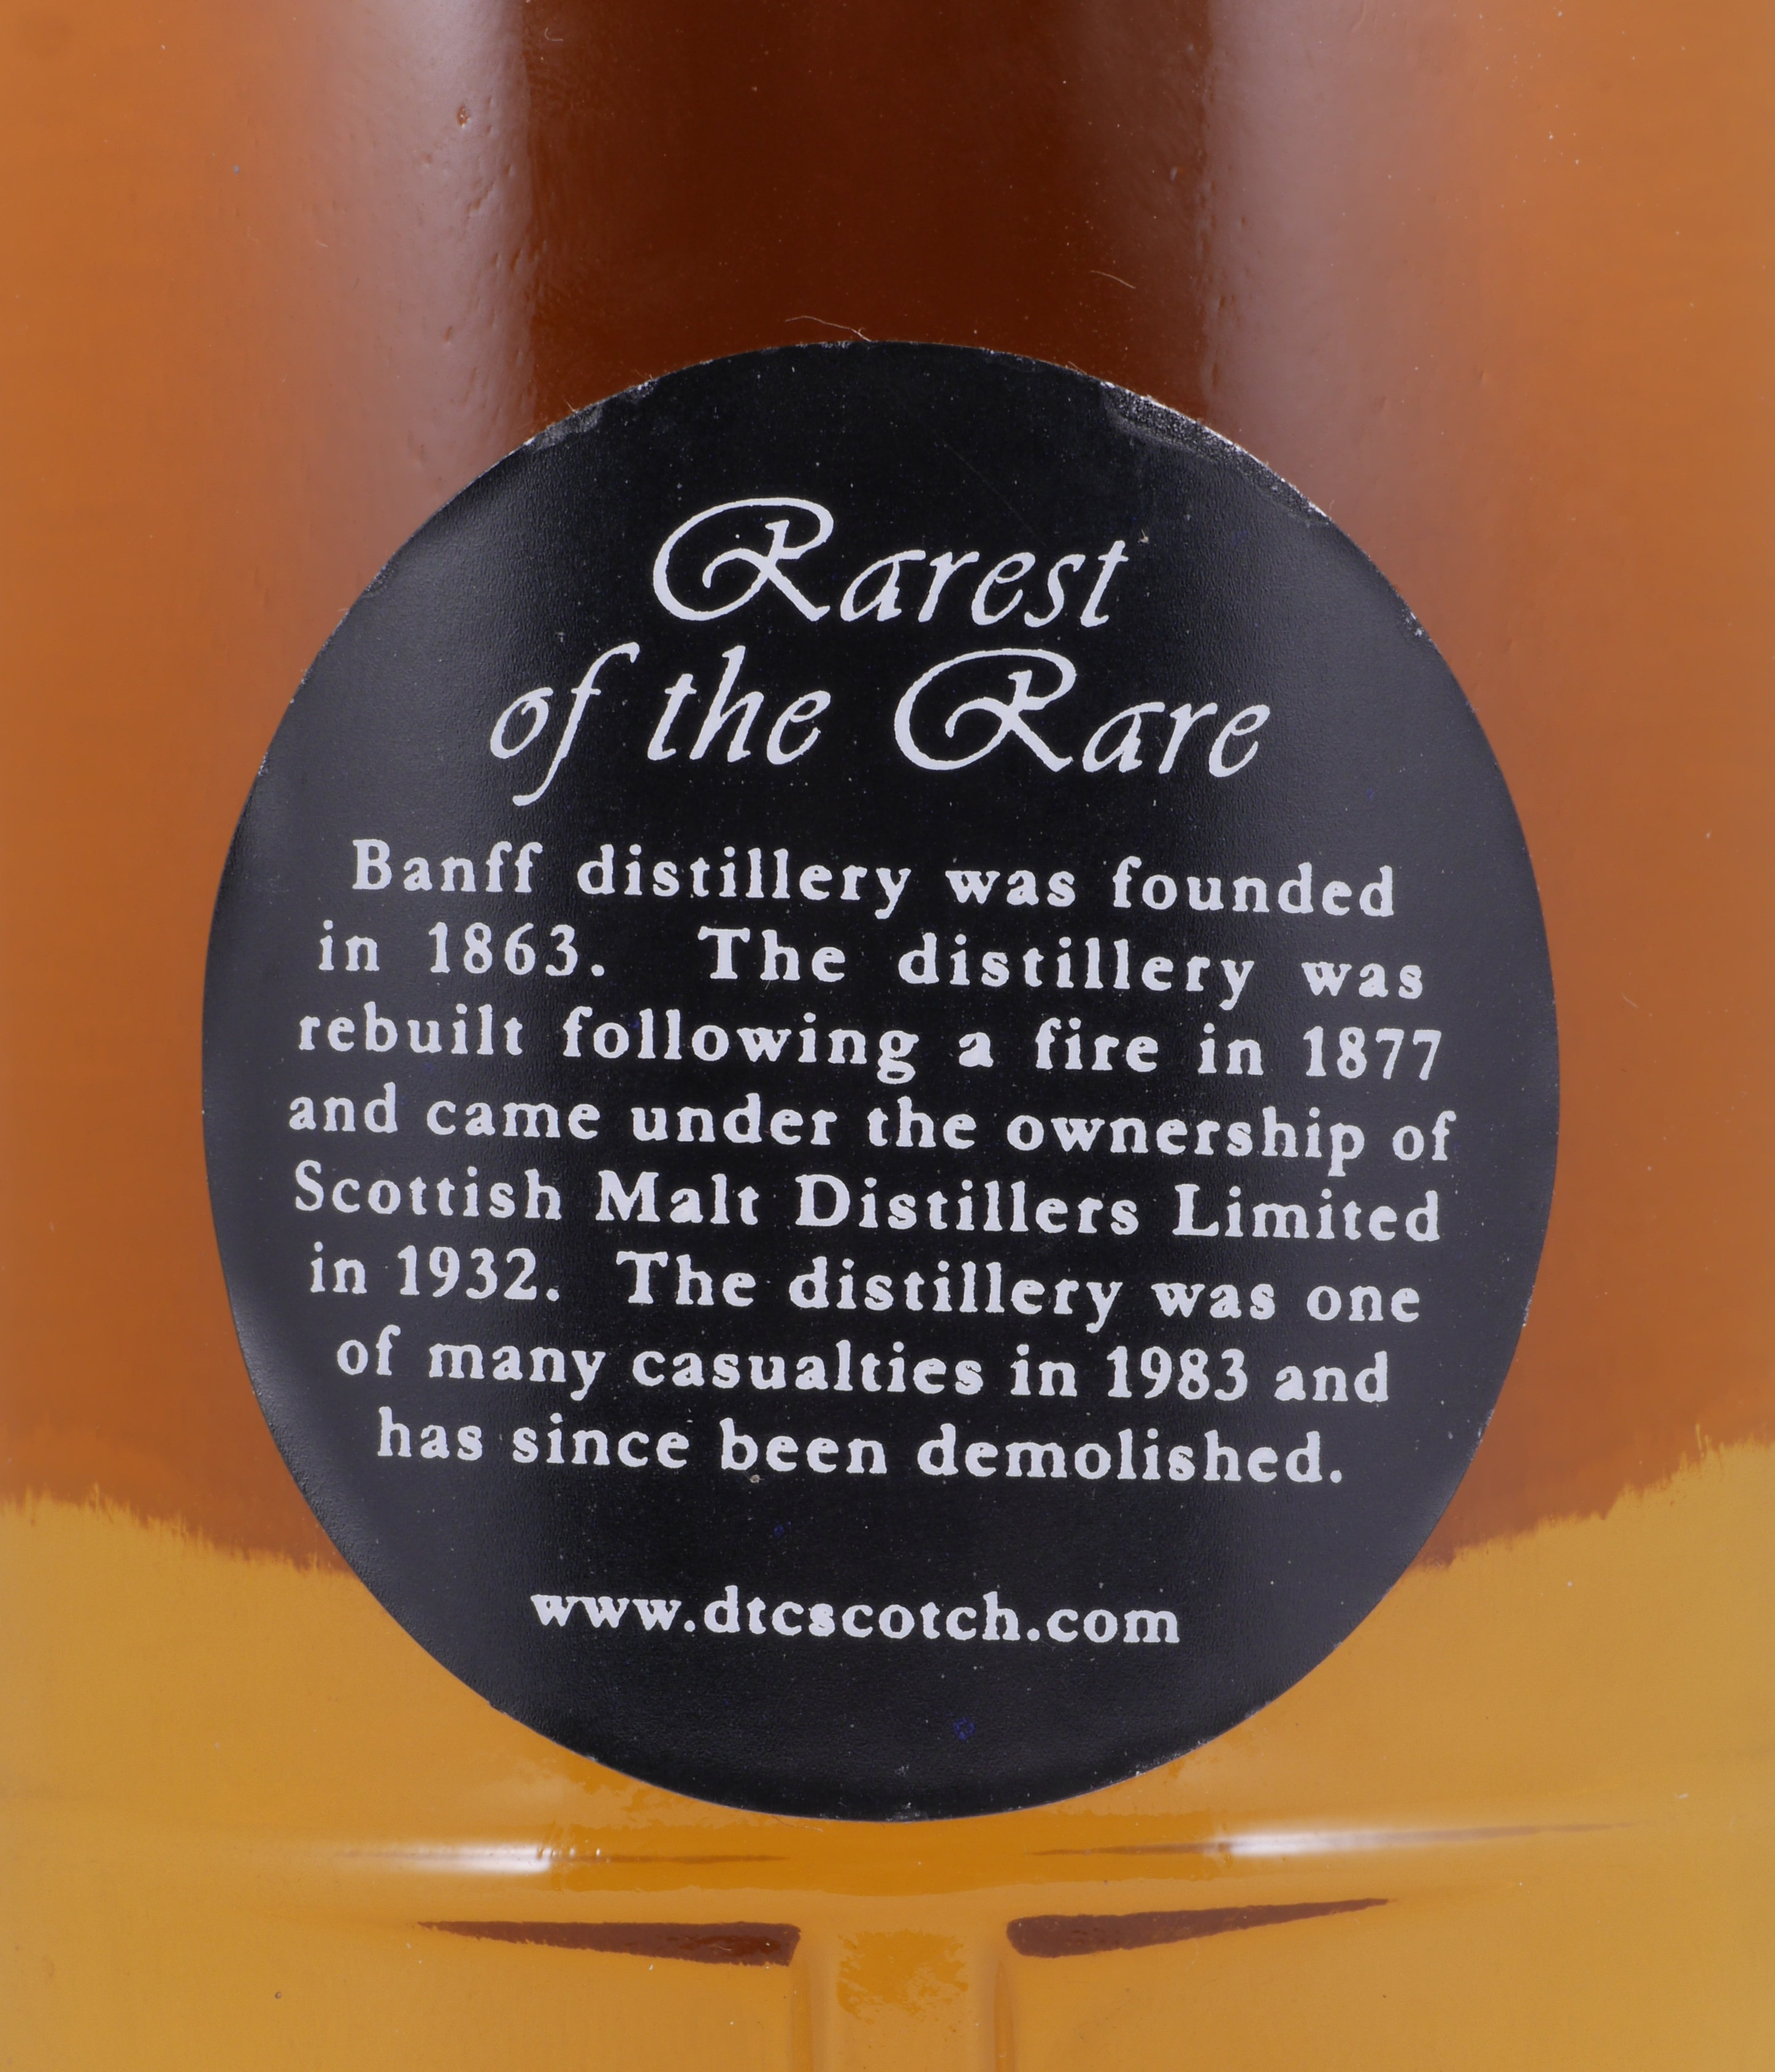 Rarest
of the Rare
Banff distillery was founded
in 1863. The distillery was
rebuilt following a fire in 1877
and came under the ownership of
Scottish Malt Distillers Limited
in 1932. The distillery was one
of many casualties in 1983 and
has since been demolished.
www.dtcscotch.com